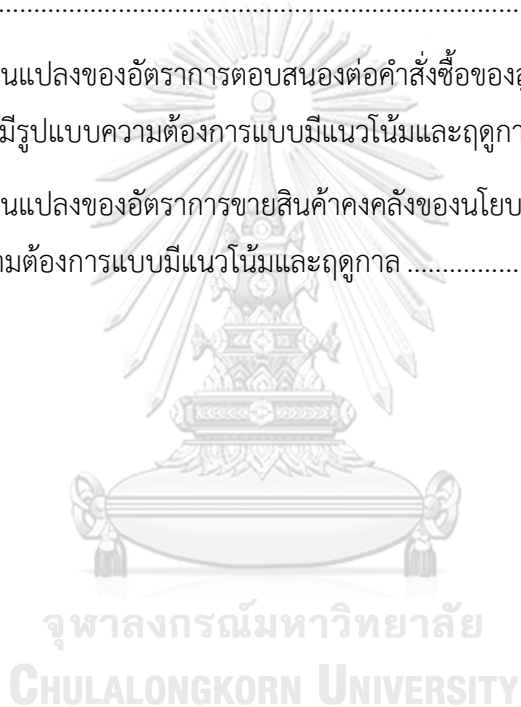 ......................................................................................
นแปลงของอัตราการตอบสนองต่อคำสั่งซื้อของ
มีรูปแบบความต้องการแบบมีแนวโน้มและฤดูกา
นแปลงของอัตราการขายสินค้าคงคลังของนโยบ
ามต้องการแบบมีแนวโน้มและฤดูกาล ................
จุฬาลงกรณ์มหาวิทยาลัย
CHULALONGKORN UNIVERSITY